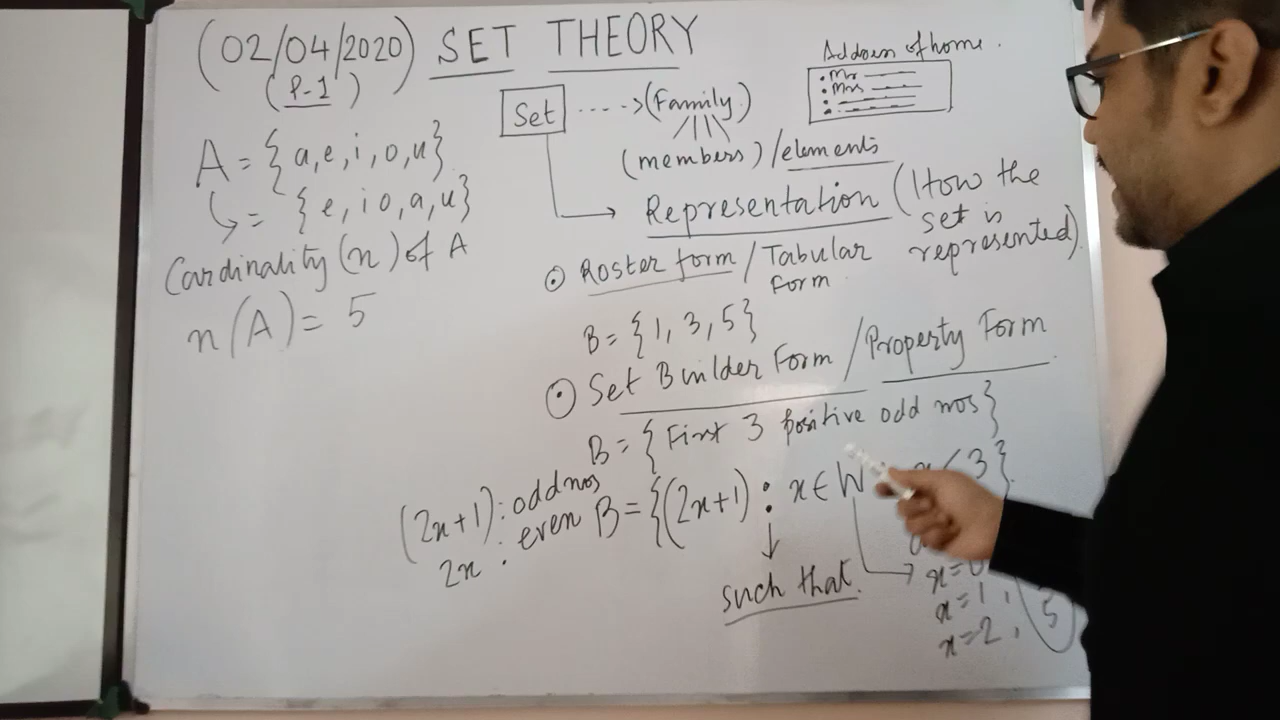 (02/04/2020) SET THEORY
(P-1)
Address of home.
Mr
Mrs
Set ----> (Family)
(members) / elements
A = {a, e, i, o, u}
= {e, i o, a, u}
Cardinality (n) of A
n(A) = 5
Representation (How the set is represented)
Roster form / Tabular Form
B = {1, 3, 5}
Set Builder Form / Property Form
B = {First 3 positive odd nos}
(2x+1): oddnos
2x : even
B = {(2x+1) : x ∈ W x < 3}
such that.
x=0
x=1,
x=2, 5